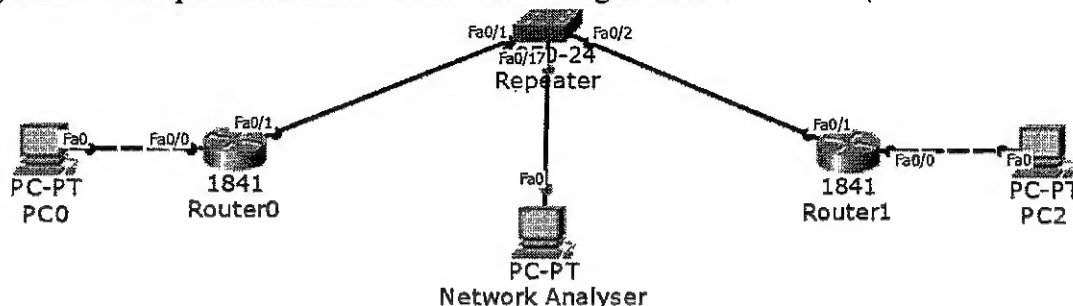 Fa0/1
Fa0/2
Fa0/17
-24
Repeater
Fa0
Fa0/0
Fa0/1
PC-PT
PC0
1841
Router0
Fa0
PC-PT
Network Analyser
Fa0/1
Fa0/0
Fa0
1841
Router1
PC-PT
PC2